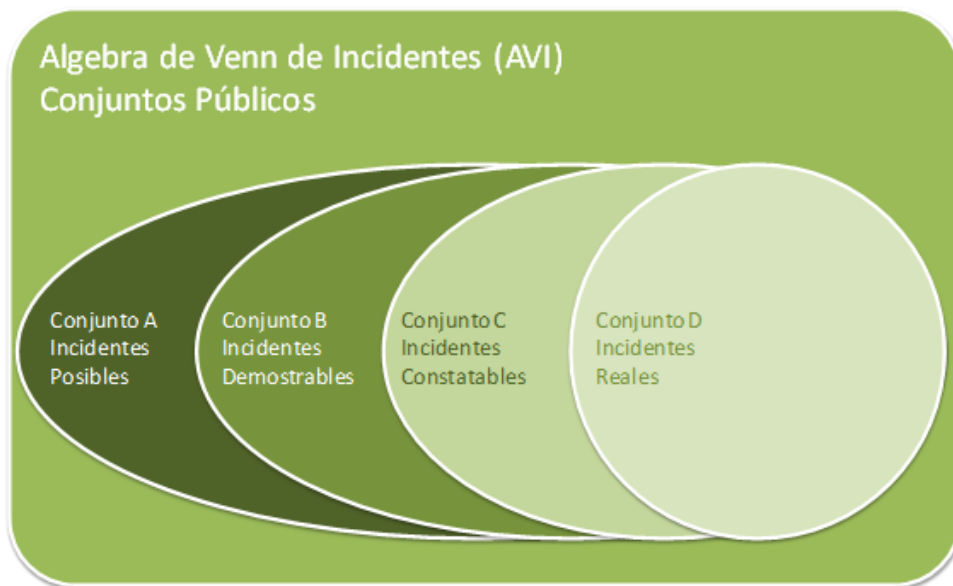 Algebra de Venn de Incidentes (AVI)
Conjuntos Públicos
Conjunto A
Incidentes
Posibles
Conjunto B
Incidentes
Demostrables
Conjunto C
Incidentes
Constatables
Conjunto D
Incidentes
Reales